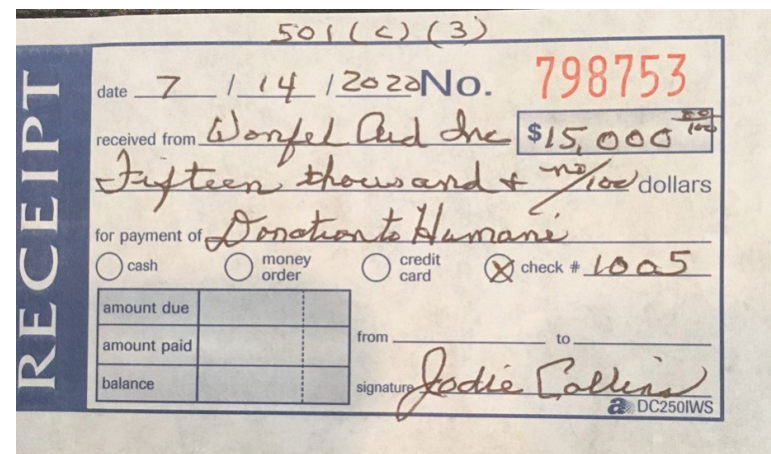 501(c)(3)
RECEIPT
date 7 / 14 / 2020 No. 798753
received from Wonfel Aid Inc $15,000 00/100
Fifteen thousand & no/100 dollars
for payment of Donation to Humane
cash money order credit card check # 1005
amount due
amount paid
balance
from to
signature Jodie Collins
a DC250IWS